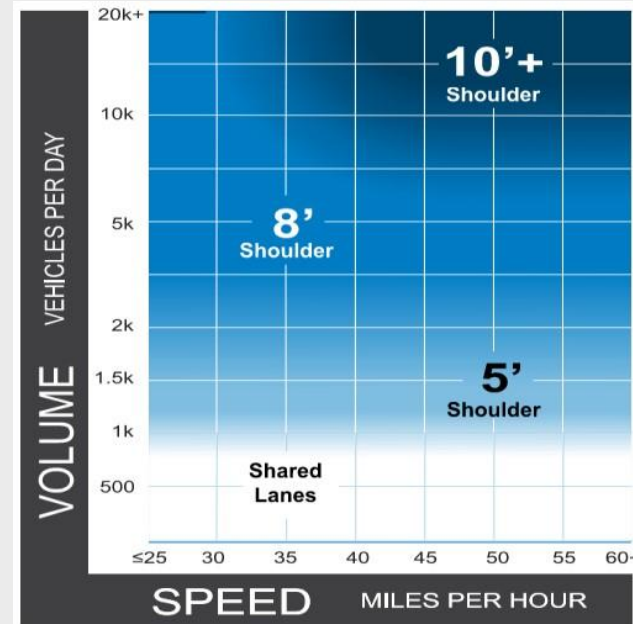 20k+
10k
5k
2k
1.5k
1k
500
VOLUME VEHICLES PER DAY
10’+
Shoulder
8’
Shoulder
5’
Shoulder
Shared
Lanes
≤25 30 35 40 45 50 55 60+
SPEED MILES PER HOUR